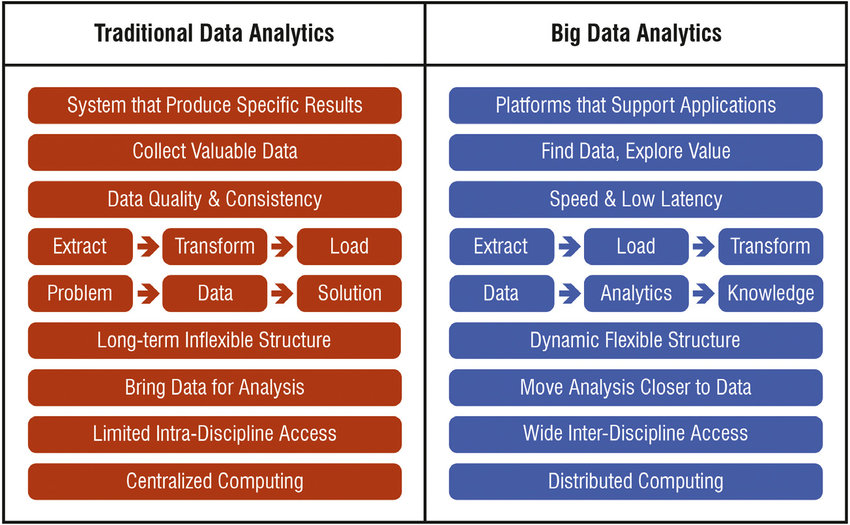 Traditional Data Analytics
System that Produce Specific Results
Collect Valuable Data
Data Quality & Consistency
Extract Transform Load
Problem Data Solution
Long-term Inflexible Structure
Bring Data for Analysis
Limited Intra-Discipline Access
Centralized Computing
Big Data Analytics
Platforms that Support Applications
Find Data, Explore Value
Speed & Low Latency
Extract Load Transform
Data Analytics Knowledge
Dynamic Flexible Structure
Move Analysis Closer to Data
Wide Inter-Discipline Access
Distributed Computing